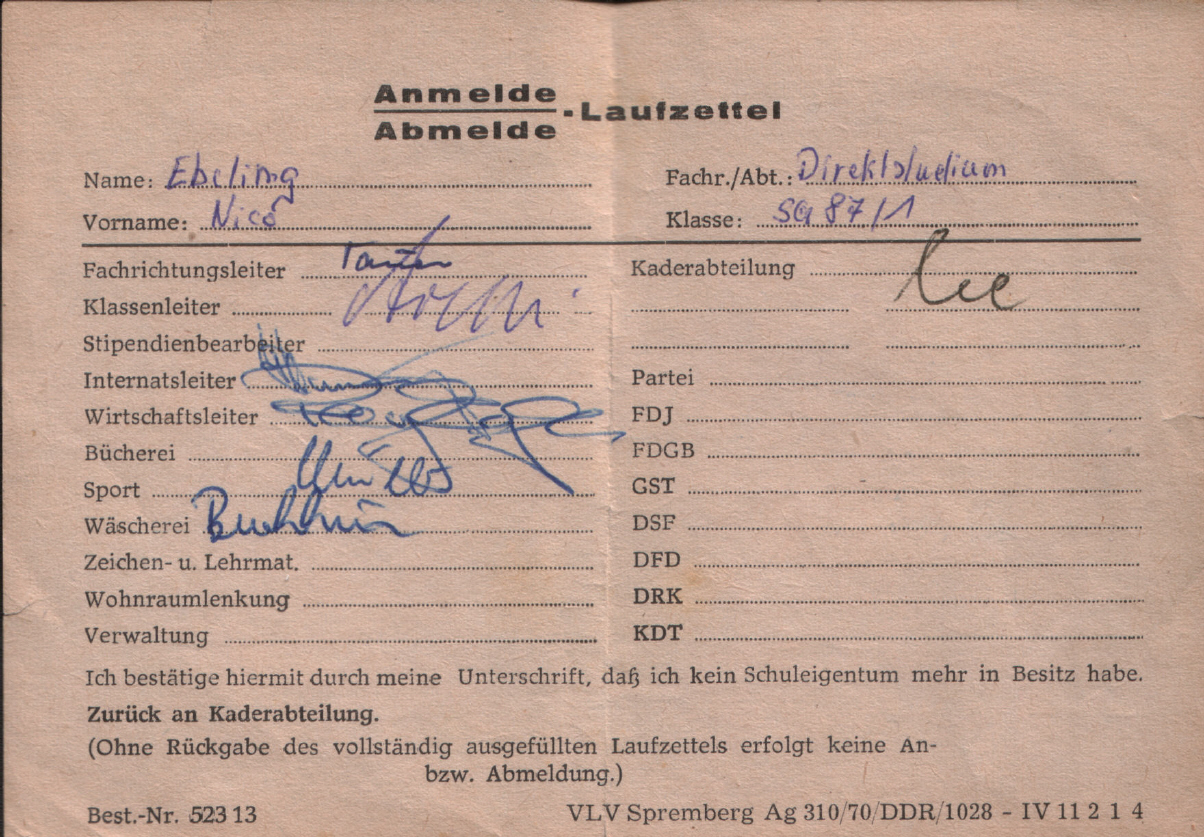 Anmelde
Abmelde
-Laufzettel
Name: Ebeling
Fachr./Abt.: Direktstudium
Vorname: Nico
Klasse: SG 87/1
Fachrichtungsleiter
Kaderabteilung
Klassenleiter
Stipendienbearbeiter
Internatsleiter
Partei
Wirtschaftsleiter
FDJ
Bücherei
FDGB
Sport
GST
Wäscherei
DSF
Zeichen- u. Lehrmat.
DFD
Wohnraumlenkung
DRK
Verwaltung
KDT
Ich bestätige hiermit durch meine Unterschrift, daß ich kein Schuleigentum mehr in Besitz habe.
Zurück an Kaderabteilung.
(Ohne Rückgabe des vollständig ausgefüllten Laufzettels erfolgt keine An-
bzw. Abmeldung.)
Best.-Nr. 523 13
VLV Spremberg Ag 310/70/DDR/1028 - IV 11 2 1 4